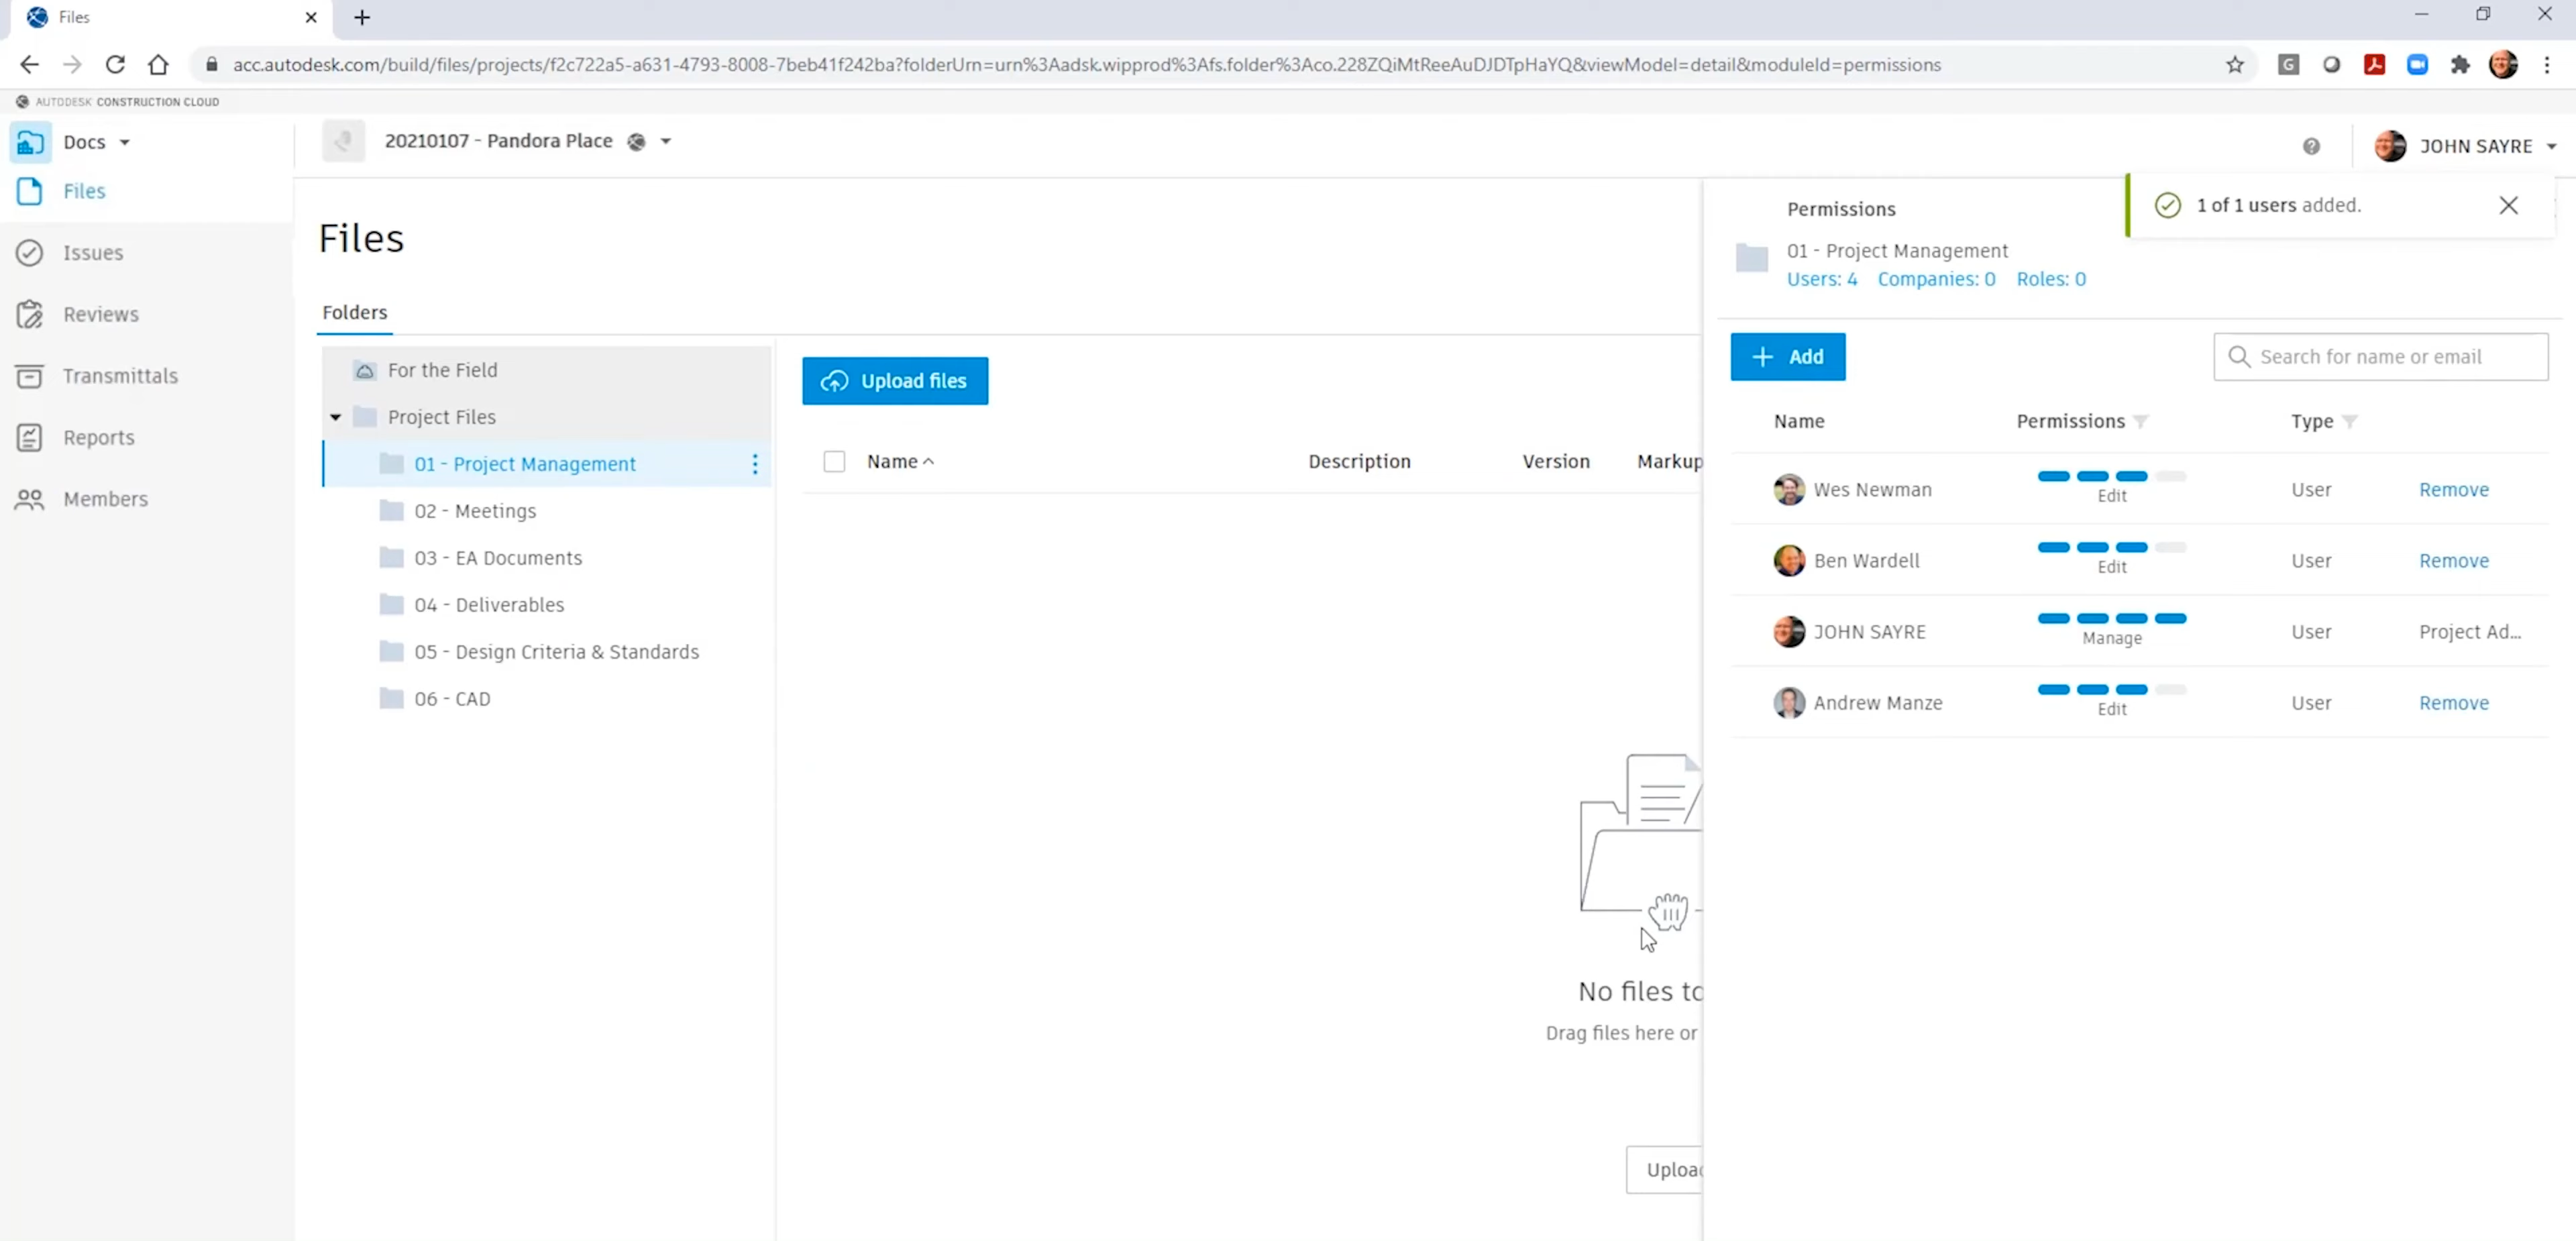 Files
acc.autodesk.com/build/files/projects/f2c722a5-a631-4793-8008-7beb41f242ba?folderUrn=urn%3Aadsk.wipprod%3Afs.folder%3Aco.228ZQiMtReeAuDJDTpHaYQ&viewModel=detail&moduleId=permissions
AUTODESK CONSTRUCTION CLOUD
Docs
20210107 - Pandora Place
JOHN SAYRE
Files
Issues
Reviews
Transmittals
Reports
Members
Files
Folders
For the Field
Project Files
01 - Project Management
02 - Meetings
03 - EA Documents
04 - Deliverables
05 - Design Criteria & Standards
06 - CAD
Upload files
Name Description Version Markup
No files to
Drag files here or
Upload
Permissions
1 of 1 users added.
01 - Project Management
Users: 4 Companies: 0 Roles: 0
+ Add
Search for name or email
Name Permissions Type
Wes Newman Edit User Remove
Ben Wardell Edit User Remove
JOHN SAYRE Manage User Project Ad...
Andrew Manze Edit User Remove